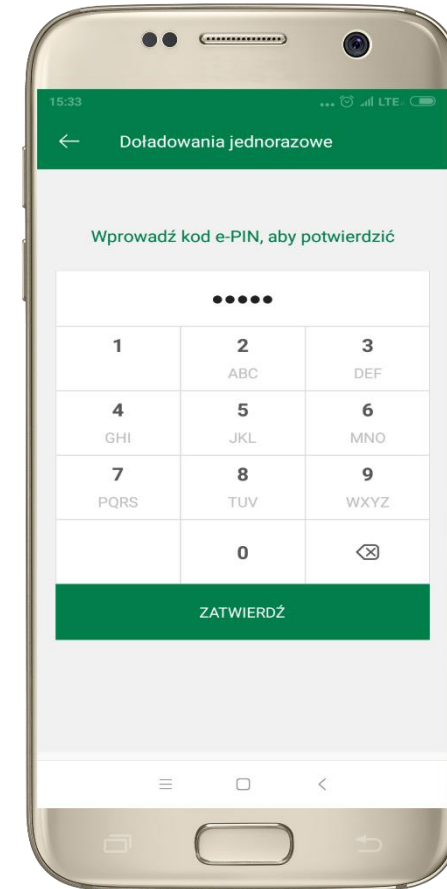 15:33 ... LTE
Doładowania jednorazowe
Wprowadź kod e-PIN, aby potwierdzić
•••••
1 2 3
ABC DEF
4 5 6
GHI JKL MNO
7 8 9
PQRS TUV WXYZ
0
ZATWIERDŹ